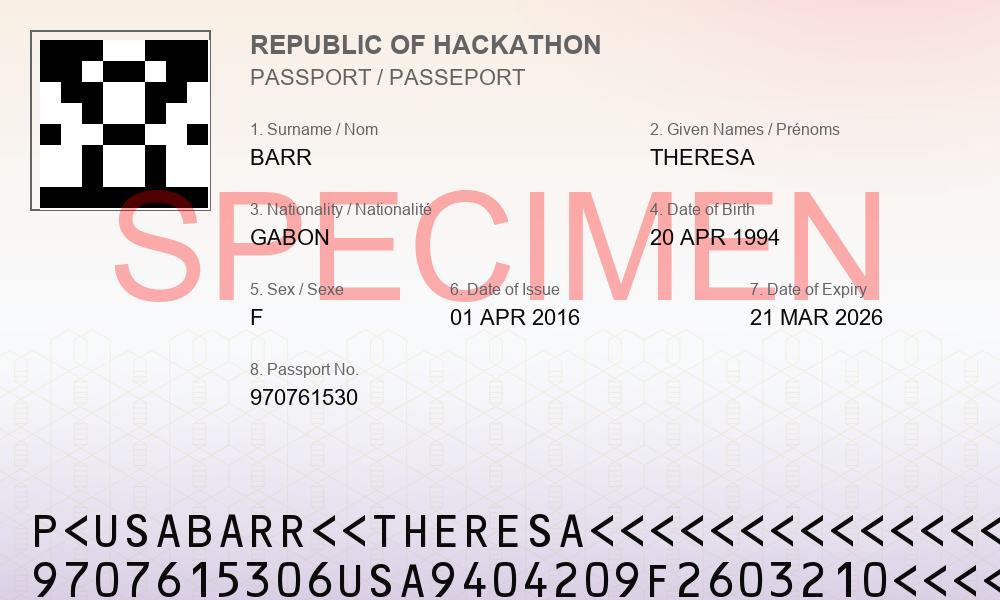 REPUBLIC OF HACKATHON
PASSPORT / PASSEPORT
1. Surname / Nom
BARR
2. Given Names / Prénoms
THERESA
SPECIMEN
3. Nationality / Nationalité
GABON
4. Date of Birth
20 APR 1994
5. Sex / Sexe
F
6. Date of Issue
01 APR 2016
7. Date of Expiry
21 MAR 2026
8. Passport No.
970761530
P<USABARR<<THERESA<<<<<<<<<<<<<<
9707615306USA9404209F2603210<<<<